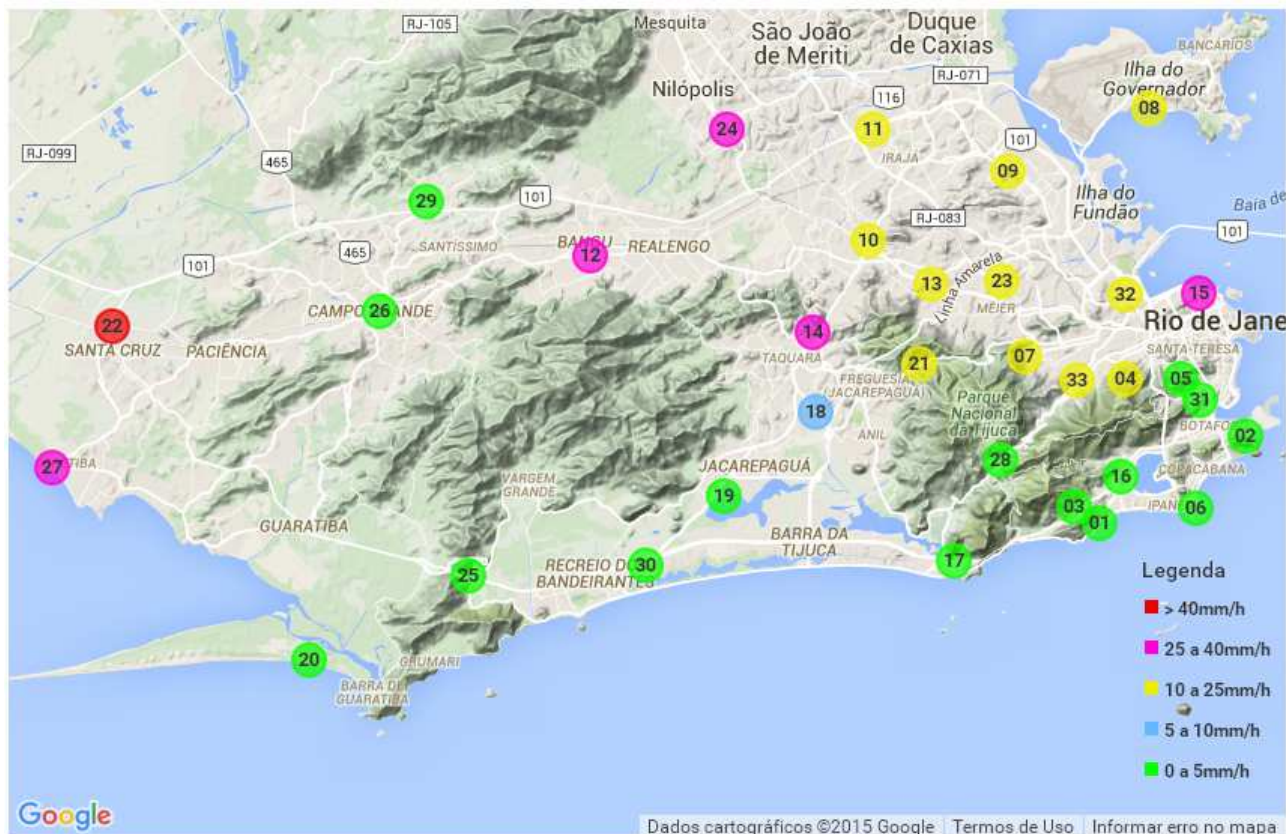 RJ-105
Mesquita
São João
de Meriti
Duque
de Caxias
BANCÁRIOS
RJ-071
Ilha do
Governador
Nilópolis
116
08
24
11
101
RJ-099
465
IRAJÁ
09
29
101
Ilha do
Fundão
RJ-083
Baía de
465
SANTÍSSIMO
BANGU
REALENGO
10
101
12
101
13
Linha Amarela
23
MÉIER
32
15
CAMPO GRANDE
26
22
SANTA CRUZ
PACIÊNCIA
14
TAQUARA
Rio de Jane
SANTA TERESA
21
07
33
04
05
FREGUESIA
(JACAREPAGUÁ)
Parque
Nacional
da Tijuca
18
31
ANIL
BOTAFO
02
27
TIBA
28
JACAREPAGUÁ
COPACABANA
VARGEM
GRANDE
19
16
03
IPAN
06
01
GUARATIBA
BARRA DA
TIJUCA
17
RECREIO DOS
BANDEIRANTES
30
25
20
GRUMARI
BARRA DE
GUARATIBA
Legenda
> 40mm/h
25 a 40mm/h
10 a 25mm/h
5 a 10mm/h
0 a 5mm/h
Google
Dados cartográficos ©2015 Google
Termos de Uso
Informar erro no mapa